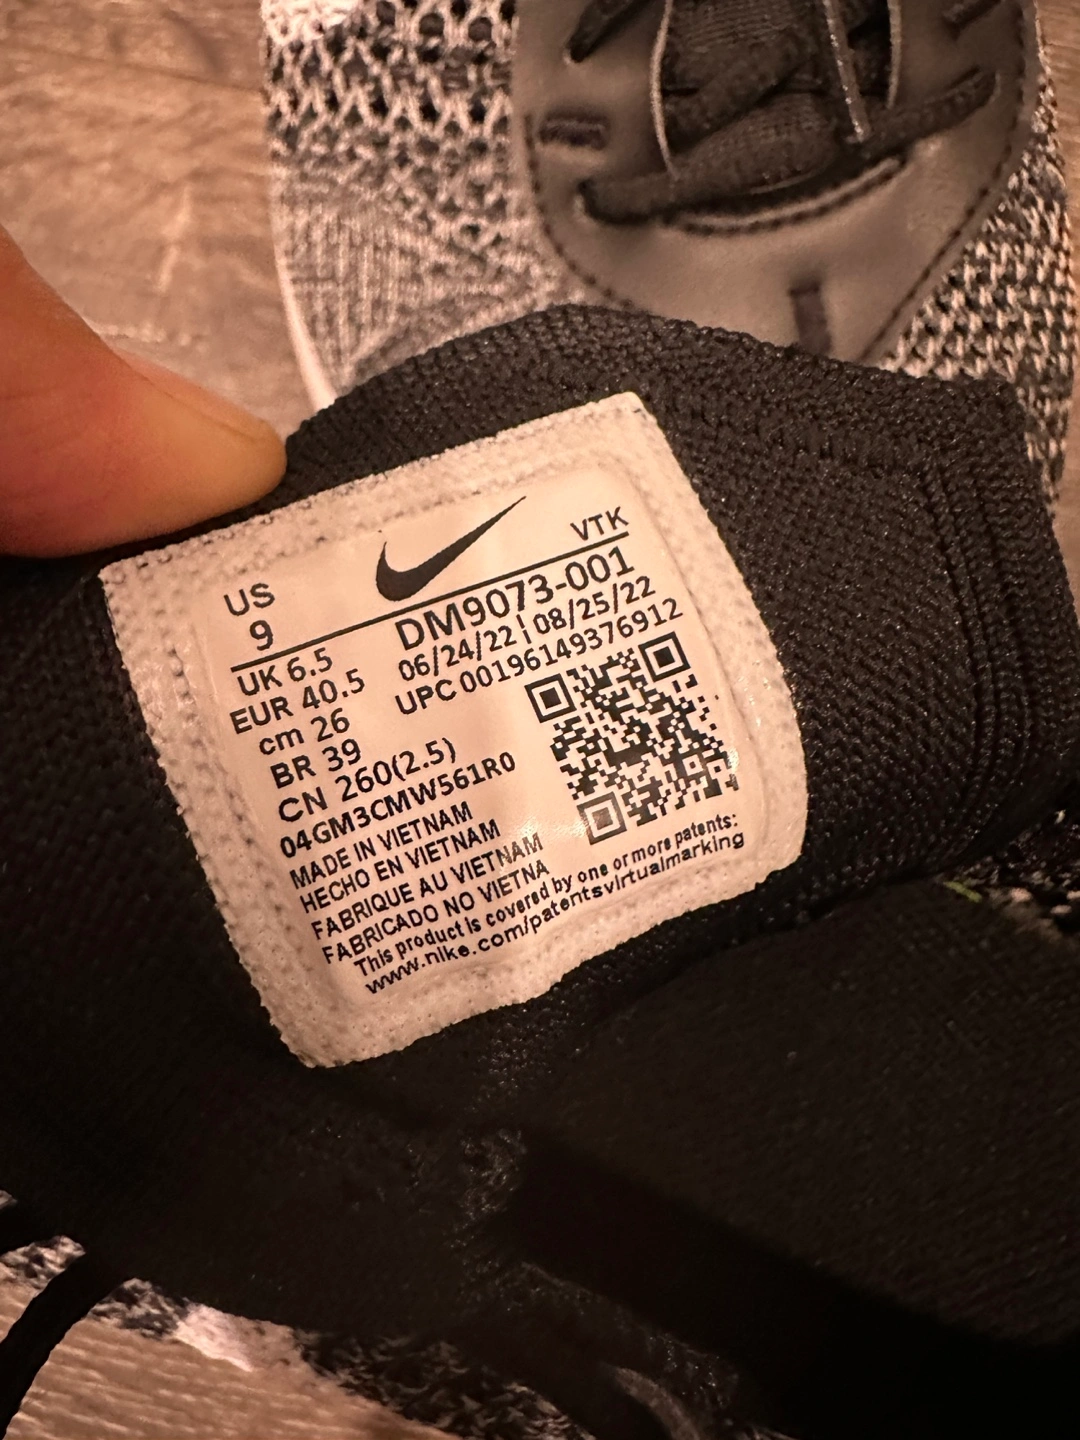 US
9
VTK
DM9073-001
UK 6.5
06/24/22 | 08/25/22
EUR 40.5
UPC 00196149376912
cm 26
BR 39
CN 260(2.5)
04GM3CMW561R0
MADE IN VIETNAM
HECHO EN VIETNAM
FABRIQUE AU VIETNAM
FABRICADO NO VIETNA
This product is covered by one or more patents:
www.nike.com/patentsvirtualmarking